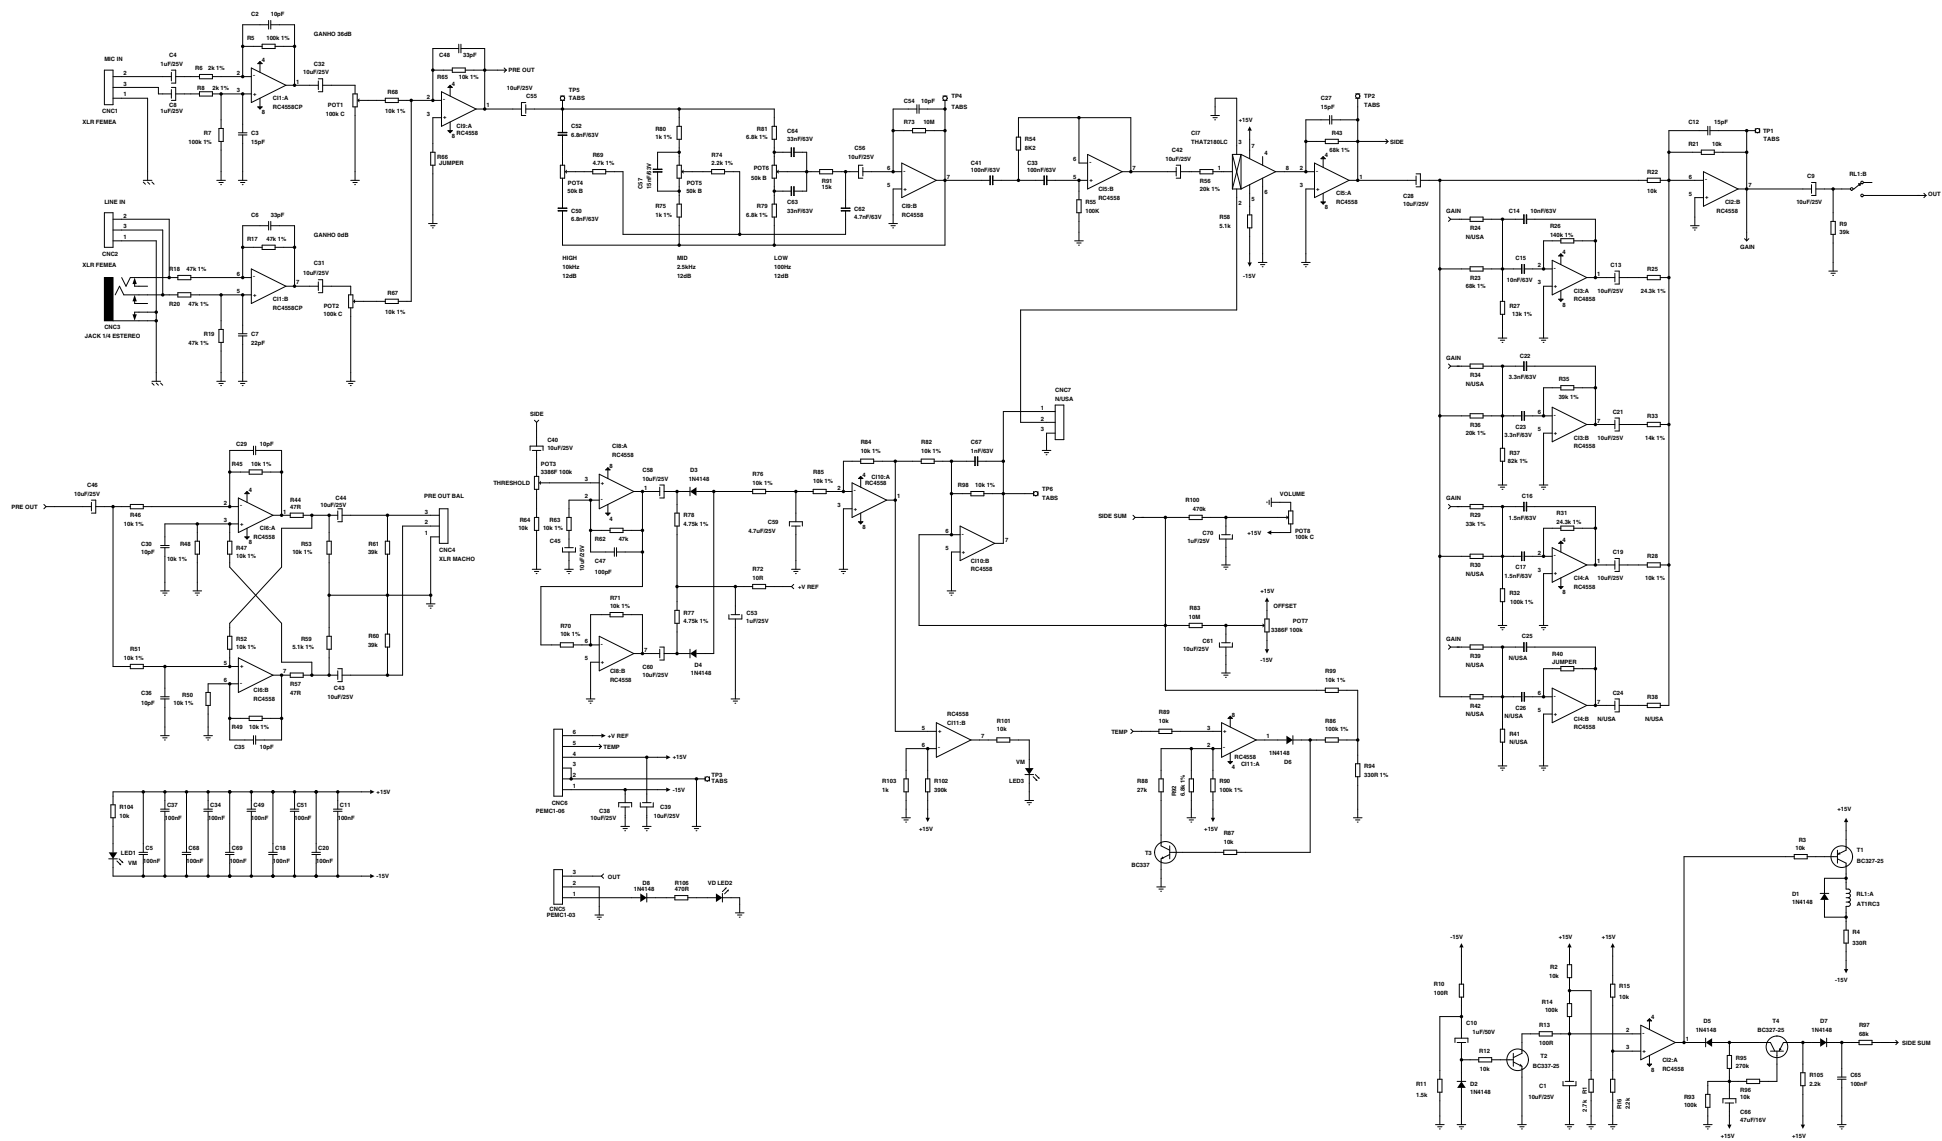 C2 10pF
R5 100k 1%
GANHO 36dB
MIC IN
C4
1uF/25V
R6 2k 1%
R8 2k 1%
C8
1uF/25V
CNC1
XLR FEMEA
CI1:A
RC4558CP
C32
10uF/25V
POT1
100k C
R7
100k 1%
C3
15pF
R68
10k 1%
C48 33pF
R65 10k 1%
PRE OUT
CI9:A
RC4558
R66
JUMPER
10uF/25V
C55
LINE IN
CNC2
XLR FEMEA
CNC3
JACK 1/4 ESTEREO
C6 33pF
R17 47k 1%
GANHO 0dB
R18 47k 1%
R20 47k 1%
CI1:B
RC4558CP
C31
10uF/25V
POT2
100k C
R19
47k 1%
C7
22pF
R67
10k 1%
TP5
TABS
C52
6.8nF/63V
POT4
50k B
C50
6.8nF/63V
R69
4.7k 1%
C57
15nF/63V
R80
1k 1%
POT5
50k B
R75
1k 1%
R74
2.2k 1%
R81
6.8k 1%
C64
33nF/63V
POT6
50k B
C63
33nF/63V
R79
6.8k 1%
R91
15k
C56
10uF/25V
C62
4.7nF/63V
HIGH
10kHz
12dB
MID
2.5kHz
12dB
LOW
100Hz
12dB
C54 10pF
R73 10M
TP4
TABS
CI9:B
RC4558
C41
100nF/63V
R54
8K2
C33
100nF/63V
R55
100K
CI5:B
RC4558
C42
10uF/25V
R56
20k 1%
CI7
THAT2180LC
+15V
R58
5.1k
-15V
C27
15pF
R43
68k 1%
TP2
TABS
SIDE
CI5:A
RC4558
C28
10uF/25V
C12 15pF
R21 10k
TP1
TABS
R22
10k
CI2:B
RC4558
GAIN
C9
10uF/25V
R9
39k
RL1:B
OUT
GAIN
R24
N/USA
C14 10nF/63V
R26
140k 1%
R23
68k 1%
C15
10nF/63V
R27
13k 1%
CI3:A
RC4858
C13
10uF/25V
R25
24.3k 1%
GAIN
R34
N/USA
C22
3.3nF/63V
R35
39k 1%
R36
20k 1%
C23
3.3nF/63V
R37
82k 1%
CI3:B
RC4558
C21
10uF/25V
R33
14k 1%
GAIN
R29
33k 1%
C16
1.5nF/63V
R31
24.3k 1%
R30
N/USA
C17
1.5nF/63V
R32
100k 1%
CI4:A
RC4558
C19
10uF/25V
R28
10k 1%
GAIN
R39
N/USA
C25
N/USA
R40
JUMPER
R42
N/USA
C26
N/USA
R41
N/USA
CI4:B
RC4558
C24
N/USA
R38
N/USA
PRE OUT
C46
10uF/25V
R46
10k 1%
C30
10pF
R48
10k 1%
C29 10pF
R45 10k 1%
CI6:A
RC4558
R47
10k 1%
R44
47R
C44
10uF/25V
R53
10k 1%
R61
39k
PRE OUT BAL
CNC4
XLR MACHO
R51
10k 1%
C36
10pF
R50
10k 1%
R52
10k 1%
CI6:B
RC4558
R49 10k 1%
C35 10pF
R57
47R
R59
5.1k 1%
C43
10uF/25V
R60
39k
SIDE
C40
10uF/25V
POT3
3386F 100k
THRESHOLD
R64
10k
CI8:A
RC4558
R63
10k 1%
C45
10uF/25V
R62 47k
C47
100pF
C58
10uF/25V
D3
1N4148
R78
4.75k 1%
R76
10k 1%
C59
4.7uF/25V
R85
10k 1%
R72
10R
+V REF
C53
1uF/25V
R77
4.75k 1%
D4
1N4148
R71
10k 1%
R70
10k 1%
CI8:B
RC4558
C60
10uF/25V
R84
10k 1%
CI10:A
RC4558
R82
10k 1%
C67
1nF/63V
R98 10k 1%
TP6
TABS
CI10:B
RC4558
CNC7
N/USA
SIDE SUM
R100
470k
C70
1uF/25V
VOLUME
+15V
POT8
100k C
R83
10M
C61
10uF/25V
+15V
OFFSET
POT7
3386F 100k
-15V
R99
10k 1%
RC4558
CI11:B
R101
10k
VM
LED3
R103
1k
R102
390k
+15V
TEMP
R89
10k
R88
27k
R92
6.8k 1%
R90
100k 1%
+15V
RC4558
CI11:A
1N4148
D6
R86
100k 1%
R94
330R 1%
R87
10k
T3
BC337
+V REF
TEMP
+15V
-15V
CNC6
PEMC1-06
C38
10uF/25V
C39
10uF/25V
TP3
TABS
OUT
CNC5
PEMC1-03
D8
1N4148
R106
470R
VD LED2
R104
10k
LED1
VM
C37
100nF
C34
100nF
C49
100nF
C51
100nF
C11
100nF
+15V
C5
100nF
C68
100nF
C69
100nF
C18
100nF
C20
100nF
-15V
+15V
R3
10k
T1
BC327-25
D1
1N4148
RL1:A
AT1RC3
R4
330R
-15V
-15V
R10
100R
C10
1uF/50V
R11
1.5k
D2
1N4148
R12
10k
T2
BC337-25
R13
100R
+15V
R2
10k
R14
100k
C1
10uF/25V
R1
2.7k
+15V
R15
10k
R16
22k
CI2:A
RC4558
D5
1N4148
R95
270k
R93
100k
R96
10k
C66
47uF/16V
+15V
T4
BC327-25
R105
2.2k
+15V
D7
1N4148
C65
100nF
R97
68k
SIDE SUM